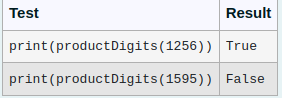 Test Result
print(productDigits(1256)) True
print(productDigits(1595)) False